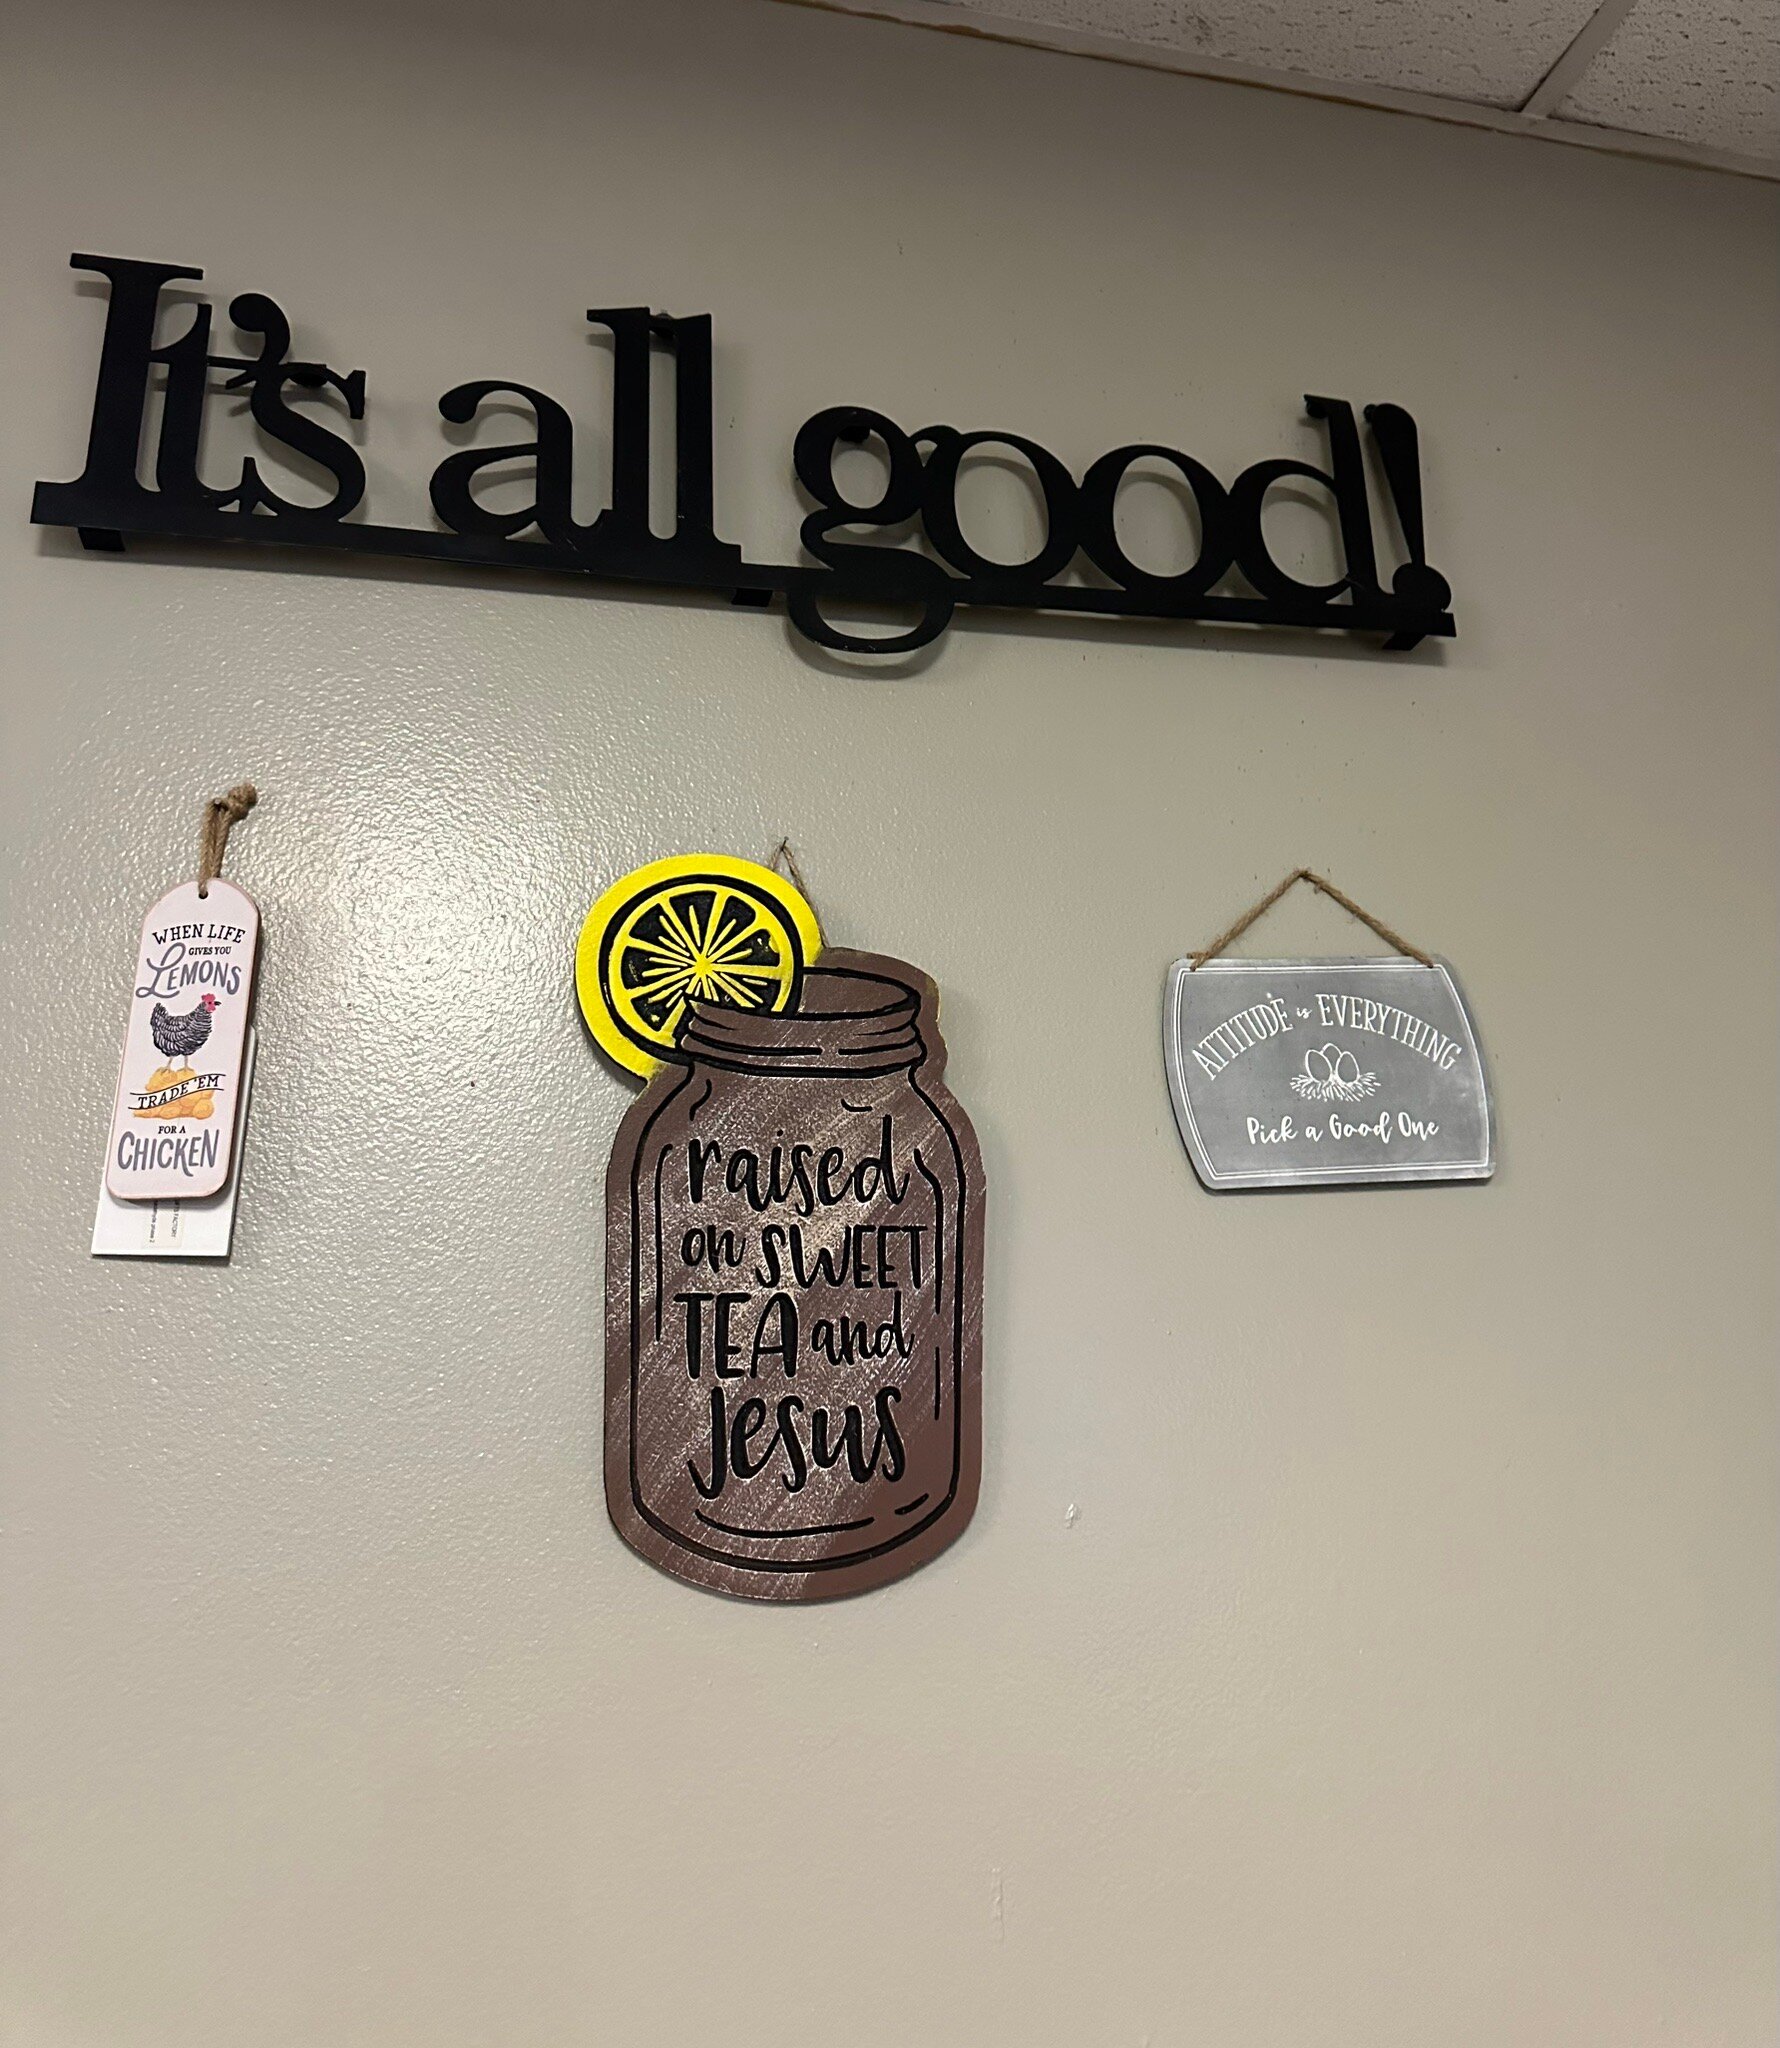 It's all good!
WHEN LIFE
GIVES YOU
LEMONS
TRADE 'EM
FOR A
CHICKEN
raised
on SWEET
TEA and
Jesus
ATTITUDE is EVERYTHING
Pick a Good One